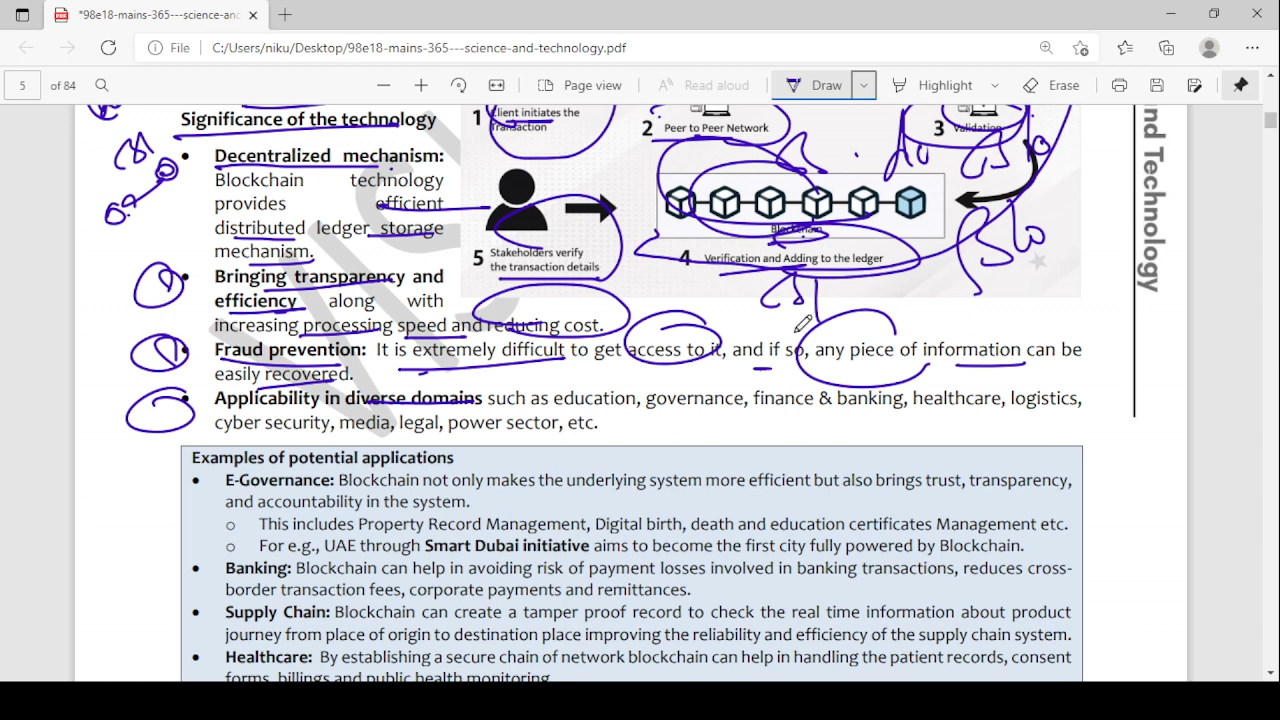 *98e18-mains-365---science-and
File
C:/Users/niku/Desktop/98e18-mains-365---science-and-technology.pdf
5
of 84
Page view
Read aloud
Draw
Highlight
Erase
Significance of the technology
• Decentralized mechanism:
Blockchain technology
provides efficient
distributed ledger storage
mechanism.
• Bringing transparency and
efficiency along with
increasing processing speed and reducing cost.
1 Client initiates the
Transaction
2 Peer to Peer Network
3 Validation
Blockchain
4 Verification and Adding to the ledger
5 Stakeholders verify
the transaction details
nd Technology
• Fraud prevention: It is extremely difficult to get access to it, and if so, any piece of information can be
easily recovered.
• Applicability in diverse domains such as education, governance, finance & banking, healthcare, logistics,
cyber security, media, legal, power sector, etc.
Examples of potential applications
• E-Governance: Blockchain not only makes the underlying system more efficient but also brings trust, transparency,
and accountability in the system.
o This includes Property Record Management, Digital birth, death and education certificates Management etc.
o For e.g., UAE through Smart Dubai initiative aims to become the first city fully powered by Blockchain.
• Banking: Blockchain can help in avoiding risk of payment losses involved in banking transactions, reduces cross-
border transaction fees, corporate payments and remittances.
• Supply Chain: Blockchain can create a tamper proof record to check the real time information about product
journey from place of origin to destination place improving the reliability and efficiency of the supply chain system.
• Healthcare: By establishing a secure chain of network blockchain can help in handling the patient records, consent
forms, billings and public health monitoring.